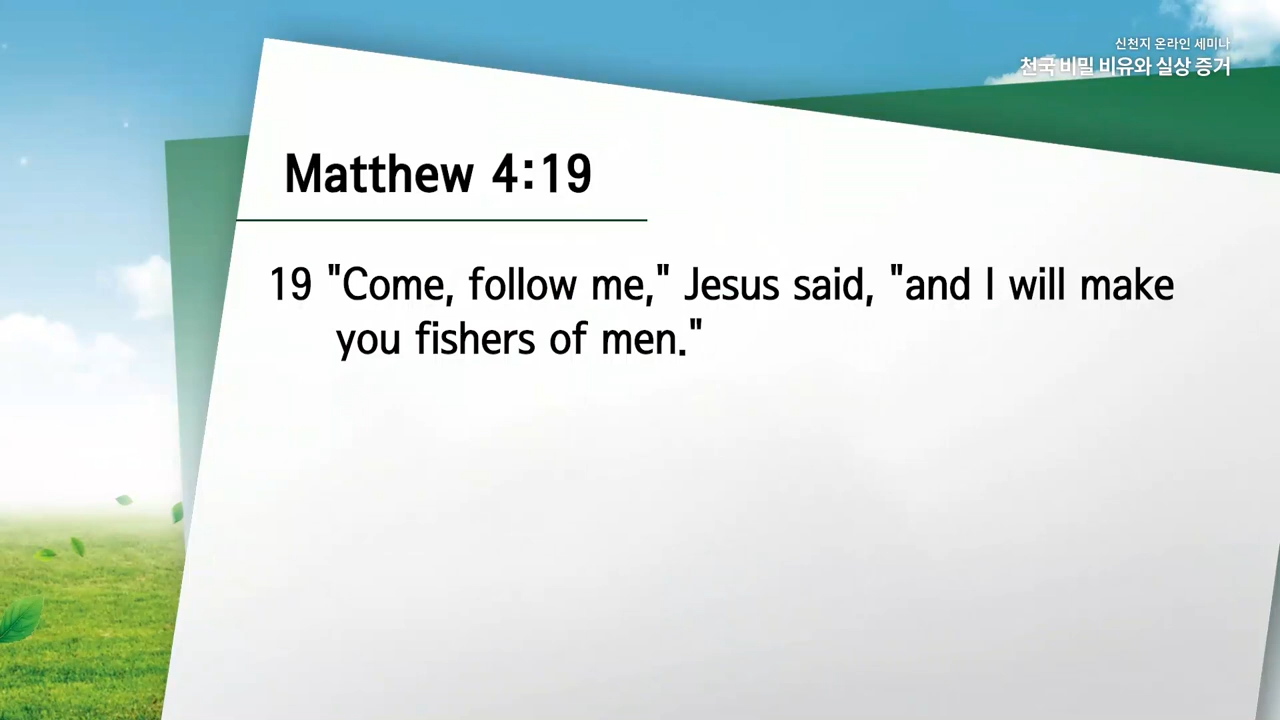 신천지 온라인 세미나
천국 비밀 비유와 실상 증거
Matthew 4:19
19 "Come, follow me," Jesus said, "and I will make
you fishers of men."